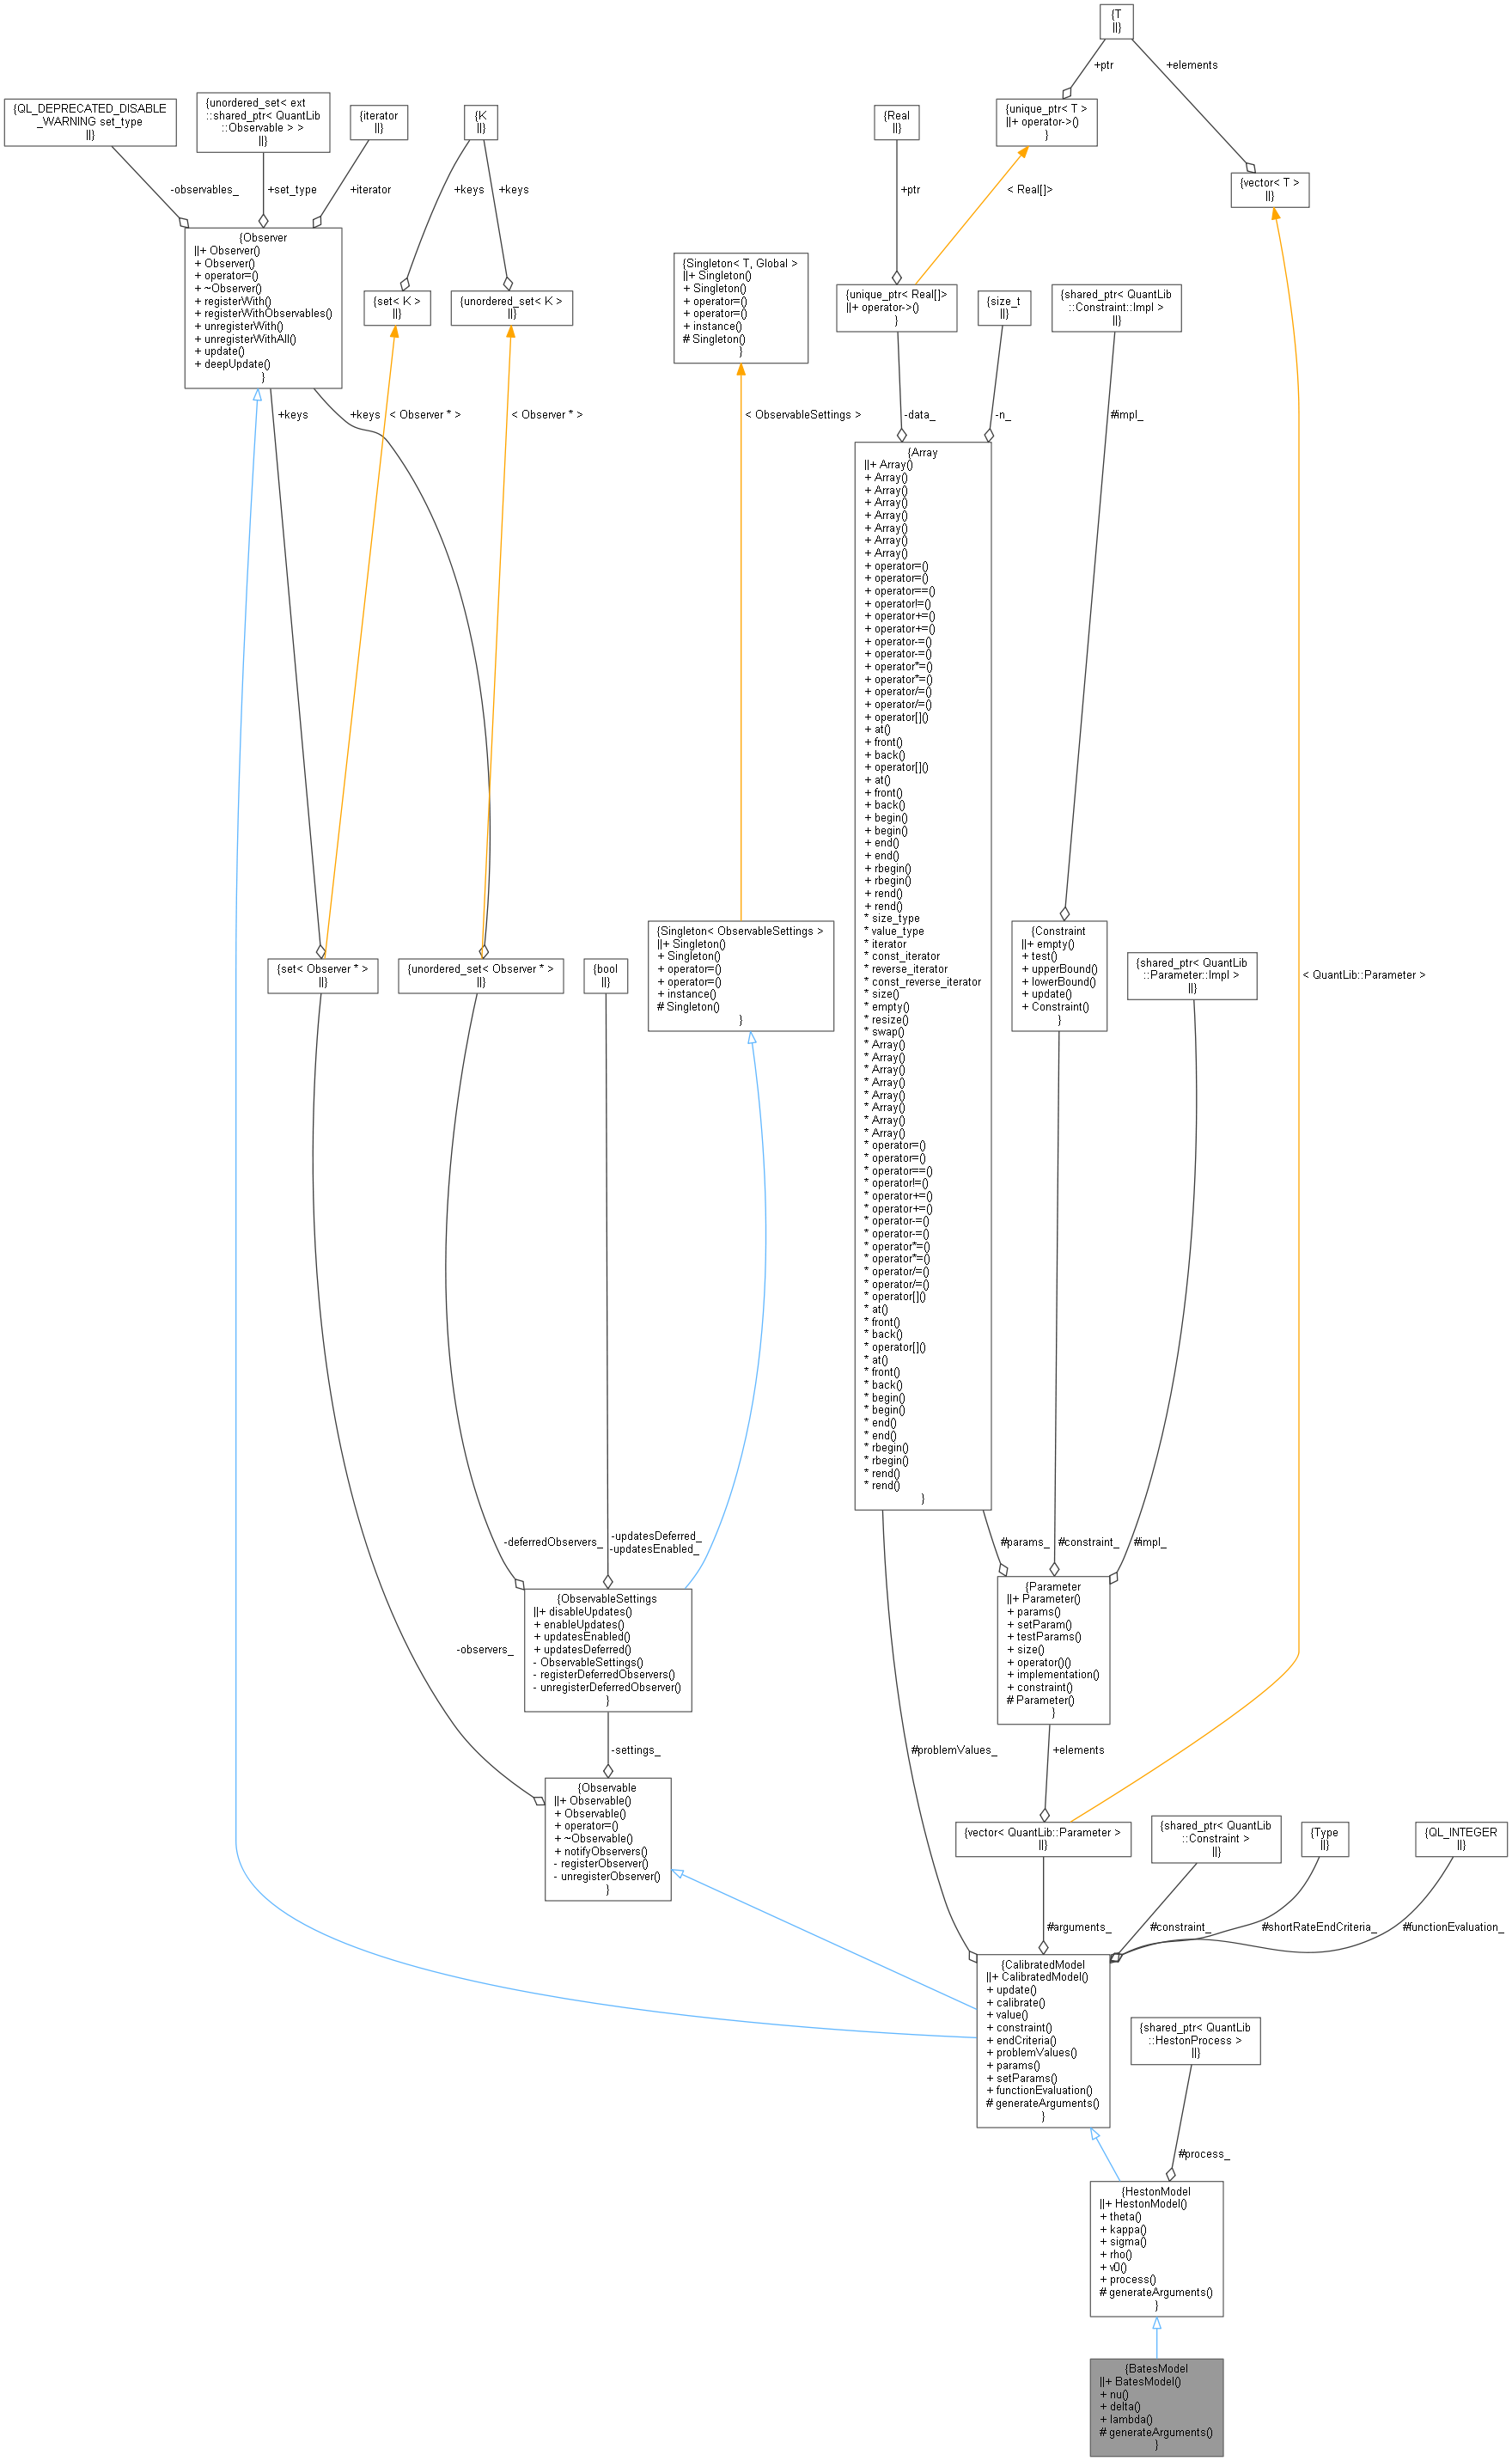 {T
||}
+ptr
+elements
{QL_DEPRECATED_DISABLE
_WARNING set_type
||}
{unordered_set< ext
::shared_ptr< QuantLib
::Observable > >
||}
{iterator
||}
{K
||}
{Real
||}
{unique_ptr< T >
||+ operator->()
}
-observables_
+set_type
+iterator
+keys
+keys
+ptr
< Real[]>
{vector< T >
||}
{Observer
||+ Observer()
+ Observer()
+ operator=()
+ ~Observer()
+ registerWith()
+ registerWithObservables()
+ unregisterWith()
+ unregisterWithAll()
+ update()
+ deepUpdate()
}
{set< K >
||}
{unordered_set< K >
||}
{Singleton< T, Global >
||+ Singleton()
+ Singleton()
+ operator=()
+ operator=()
+ instance()
# Singleton()
}
{unique_ptr< Real[]>
||+ operator->()
}
{size_t
||}
{shared_ptr< QuantLib
::Constraint::Impl >
||}
+keys
+keys
< Observer * >
< Observer * >
< ObservableSettings >
-data_
-n_
#impl_
{Array
||+ Array()
+ Array()
+ Array()
+ Array()
+ Array()
+ Array()
+ Array()
+ Array()
+ operator=()
+ operator=()
+ operator==()
+ operator!=()
+ operator+=()
+ operator+=()
+ operator-=()
+ operator-=()
+ operator*=()
+ operator*=()
+ operator/=()
+ operator/=()
+ operator[]()
+ at()
+ front()
+ back()
+ operator[]()
+ at()
+ front()
+ back()
+ begin()
+ begin()
+ end()
+ end()
+ rbegin()
+ rbegin()
+ rend()
+ rend()
* size_type
* value_type
* iterator
* const_iterator
* reverse_iterator
* const_reverse_iterator
* size()
* empty()
* resize()
* swap()
* Array()
* Array()
* Array()
* Array()
* Array()
* Array()
* Array()
* Array()
* operator=()
* operator=()
* operator==()
* operator!=()
* operator+=()
* operator+=()
* operator-=()
* operator-=()
* operator*=()
* operator*=()
* operator/=()
* operator/=()
* operator[]()
* at()
* front()
* back()
* operator[]()
* at()
* front()
* back()
* begin()
* begin()
* end()
* end()
* rbegin()
* rbegin()
* rend()
* rend()
}
{set< Observer * >
||}
{unordered_set< Observer * >
||}
{bool
||}
{Singleton< ObservableSettings >
||+ Singleton()
+ Singleton()
+ operator=()
+ operator=()
+ instance()
# Singleton()
}
{Constraint
||+ empty()
+ test()
+ upperBound()
+ lowerBound()
+ update()
+ Constraint()
}
{shared_ptr< QuantLib
::Parameter::Impl >
||}
< QuantLib::Parameter >
-deferredObservers_
-updatesDeferred_
-updatesEnabled_
#params_
#constraint_
#impl_
{ObservableSettings
||+ disableUpdates()
+ enableUpdates()
+ updatesEnabled()
+ updatesDeferred()
- ObservableSettings()
- registerDeferredObservers()
- unregisterDeferredObserver()
}
{Parameter
||+ Parameter()
+ params()
+ setParam()
+ testParams()
+ size()
+ operator()()
+ implementation()
+ constraint()
# Parameter()
}
-observers_
-settings_
#problemValues_
+elements
{Observable
||+ Observable()
+ Observable()
+ operator=()
+ ~Observable()
+ notifyObservers()
- registerObserver()
- unregisterObserver()
}
{vector< QuantLib::Parameter >
||}
{shared_ptr< QuantLib
::Constraint >
||}
{Type
||}
{QL_INTEGER
||}
#arguments_
#constraint_
#shortRateEndCriteria_
#functionEvaluation_
{CalibratedModel
||+ CalibratedModel()
+ update()
+ calibrate()
+ value()
+ constraint()
+ endCriteria()
+ problemValues()
+ params()
+ setParams()
+ functionEvaluation()
# generateArguments()
}
{shared_ptr< QuantLib
::HestonProcess >
||}
#process_
{HestonModel
||+ HestonModel()
+ theta()
+ kappa()
+ sigma()
+ rho()
+ v0()
+ process()
# generateArguments()
}
{BatesModel
||+ BatesModel()
+ nu()
+ delta()
+ lambda()
# generateArguments()
}